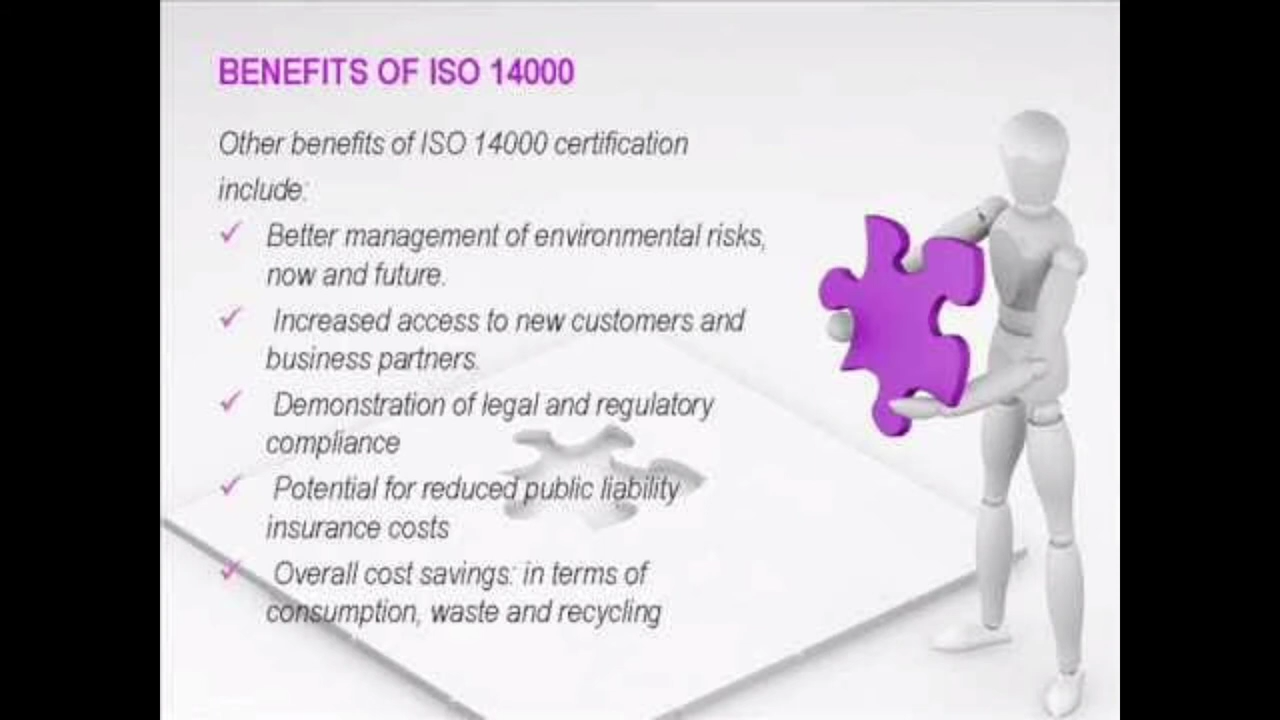 BENEFITS OF ISO 14000
Other benefits of ISO 14000 certification
include:
✓ Better management of environmental risks,
now and future.
✓ Increased access to new customers and
business partners.
✓ Demonstration of legal and regulatory
compliance
✓ Potential for reduced public liability
insurance costs
✓ Overall cost savings: in terms of
consumption, waste and recycling